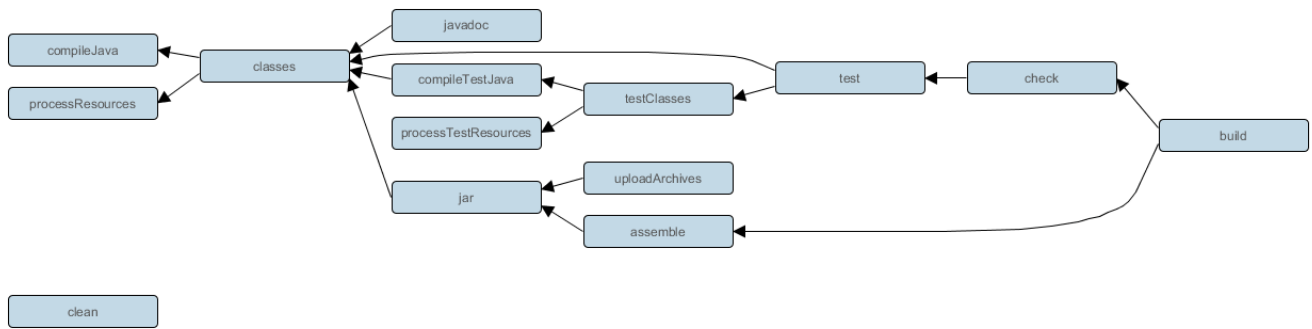 javadoc
compileJava
classes
compileTestJava
test
check
processResources
testClasses
processTestResources
build
uploadArchives
jar
assemble
clean